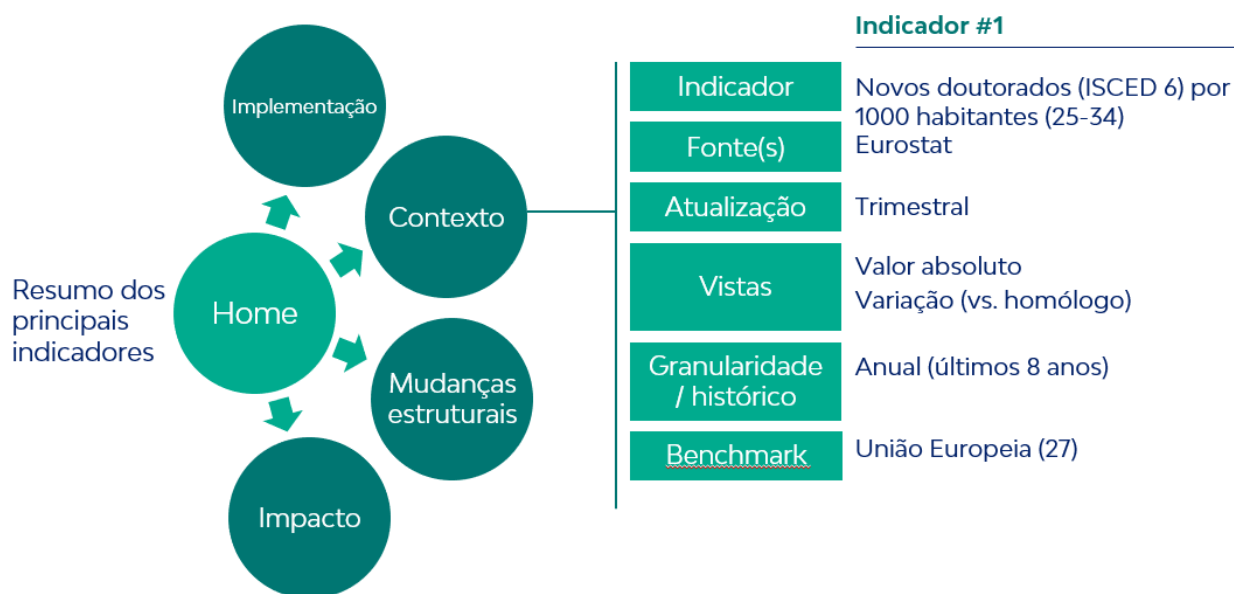 Resumo dos
principais
indicadores
Home
Implementação
Contexto
Mudanças
estruturais
Impacto
Indicador #1
Indicador
Novos doutorados (ISCED 6) por
1000 habitantes (25-34)
Fonte(s)
Eurostat
Atualização
Trimestral
Vistas
Valor absoluto
Variação (vs. homólogo)
Granularidade
/ histórico
Anual (últimos 8 anos)
Benchmark
União Europeia (27)